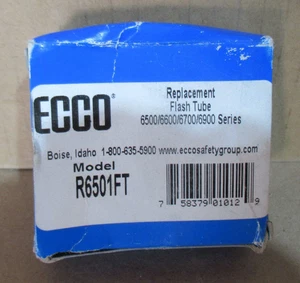 ECCO®
Replacement
Flash Tube
6500/6600/6700/6900 Series
Boise, Idaho 1-800-635-5900 www.eccosafetygroup.com
Model
R6501FT
7 58379 01012 9